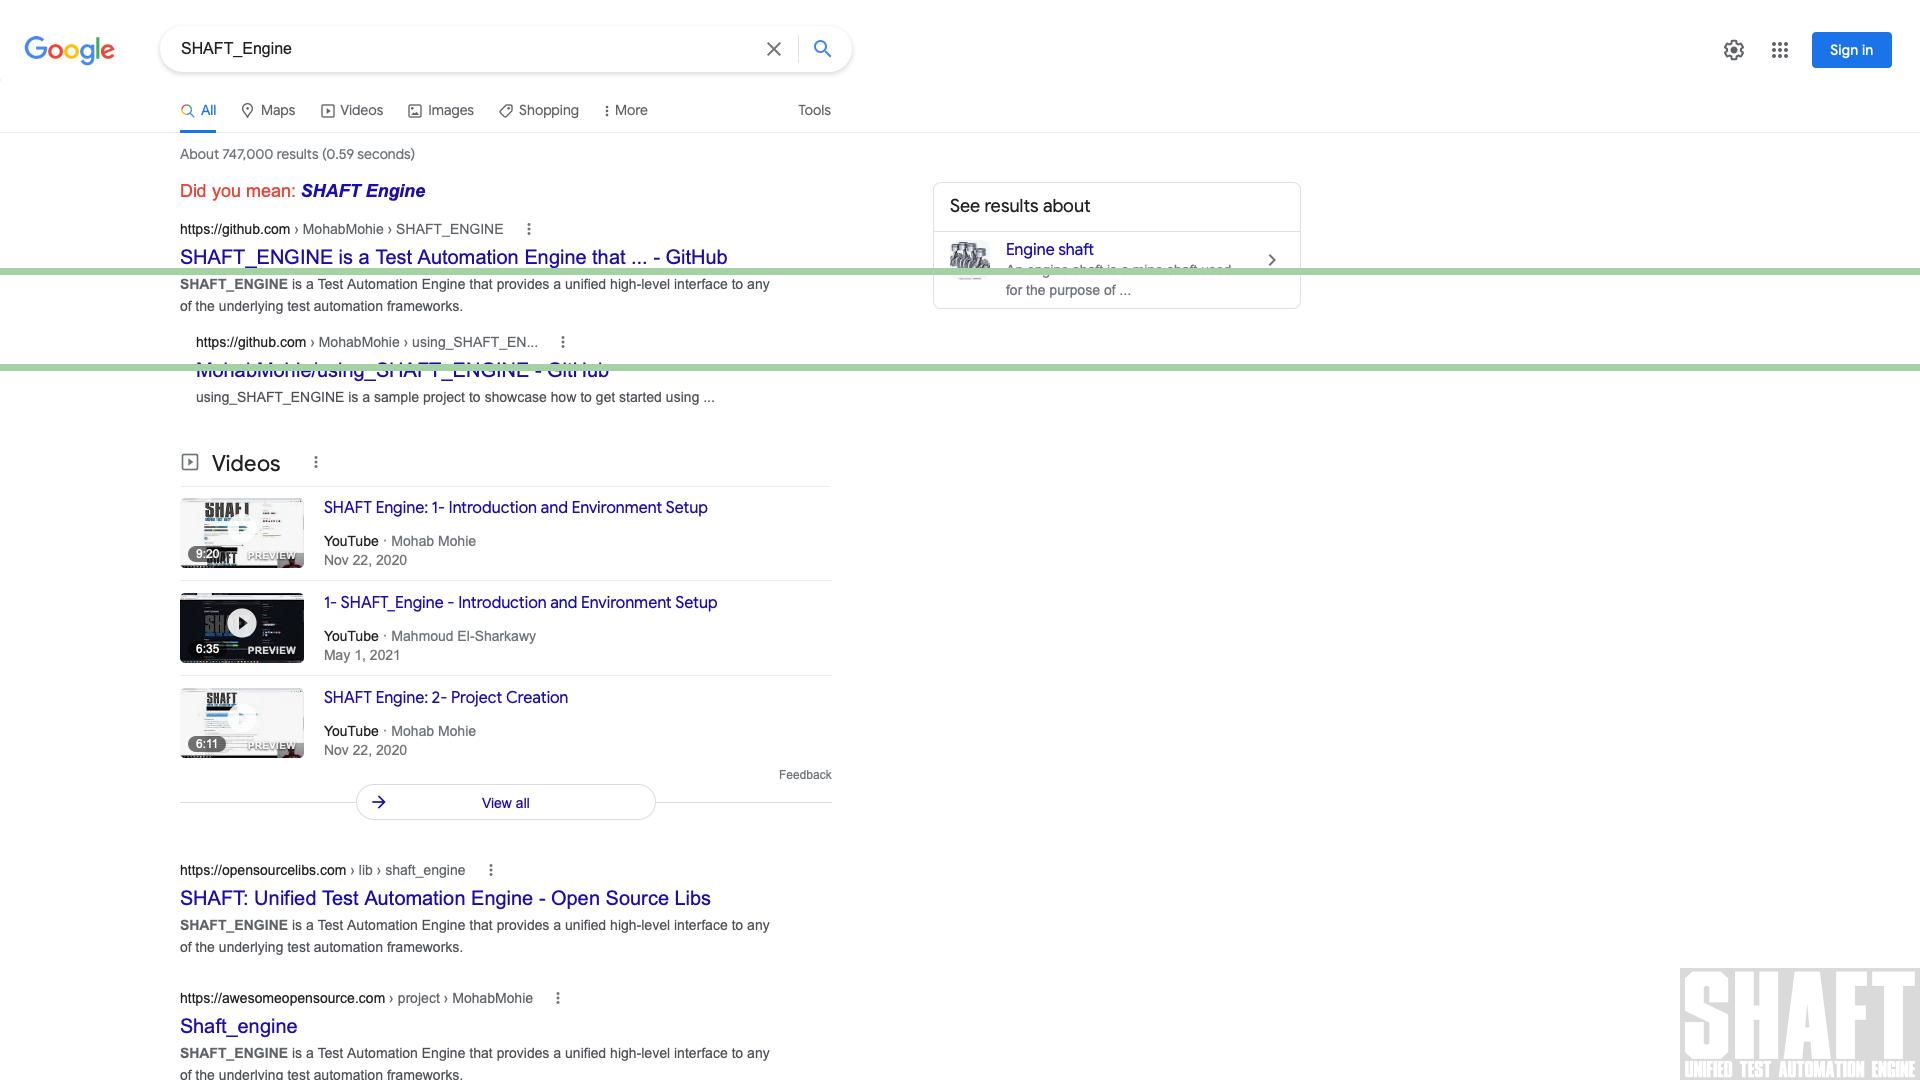 Google
SHAFT_Engine
Sign in
All Maps Videos Images Shopping More Tools
About 747,000 results (0.59 seconds)
Did you mean: SHAFT Engine
https://github.com › MohabMohie › SHAFT_ENGINE
SHAFT_ENGINE is a Test Automation Engine that ... - GitHub
SHAFT_ENGINE is a Test Automation Engine that provides a unified high-level interface to any
of the underlying test automation frameworks.
https://github.com › MohabMohie › using_SHAFT_EN...
MohabMohie/using_SHAFT_ENGINE - GitHub
using_SHAFT_ENGINE is a sample project to showcase how to get started using ...
See results about
Engine shaft
An engine shaft is a mine shaft used
for the purpose of ...
Videos
SHAFT Engine: 1- Introduction and Environment Setup
YouTube · Mohab Mohie
Nov 22, 2020
9:20 PREVIEW
1- SHAFT_Engine - Introduction and Environment Setup
YouTube · Mahmoud El-Sharkawy
May 1, 2021
6:35 PREVIEW
SHAFT Engine: 2- Project Creation
YouTube · Mohab Mohie
Nov 22, 2020
6:11 PREVIEW
Feedback
View all
https://opensourcelibs.com › lib › shaft_engine
SHAFT: Unified Test Automation Engine - Open Source Libs
SHAFT_ENGINE is a Test Automation Engine that provides a unified high-level interface to any
of the underlying test automation frameworks.
https://awesomeopensource.com › project › MohabMohie
Shaft_engine
SHAFT_ENGINE is a Test Automation Engine that provides a unified high-level interface to any
of the underlying test automation frameworks.
SHAFT
UNIFIED TEST AUTOMATION ENGINE